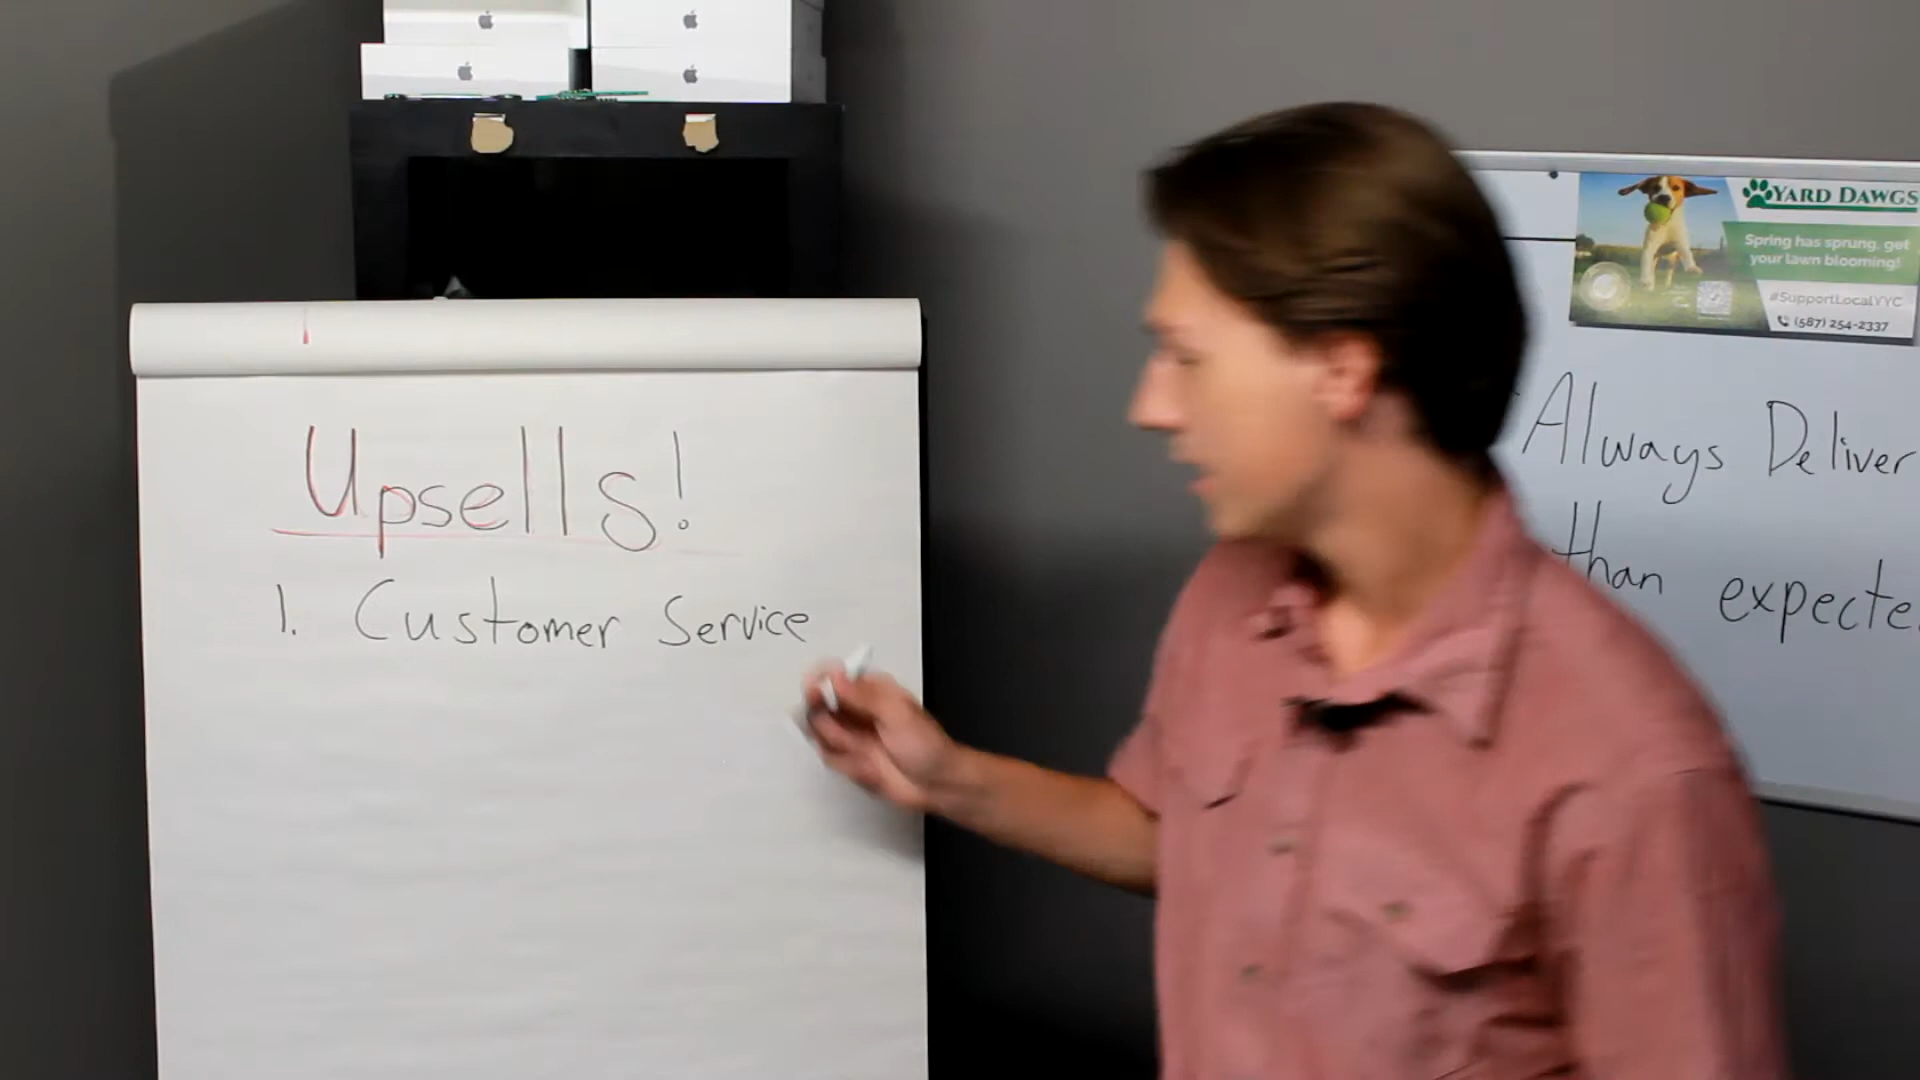 Upsells!
1. Customer Service
YARD DAWGS
Spring has sprung, get
your lawn blooming!
#SupportLocalYYC
(587) 254-2337
Always Deliver
than expecte